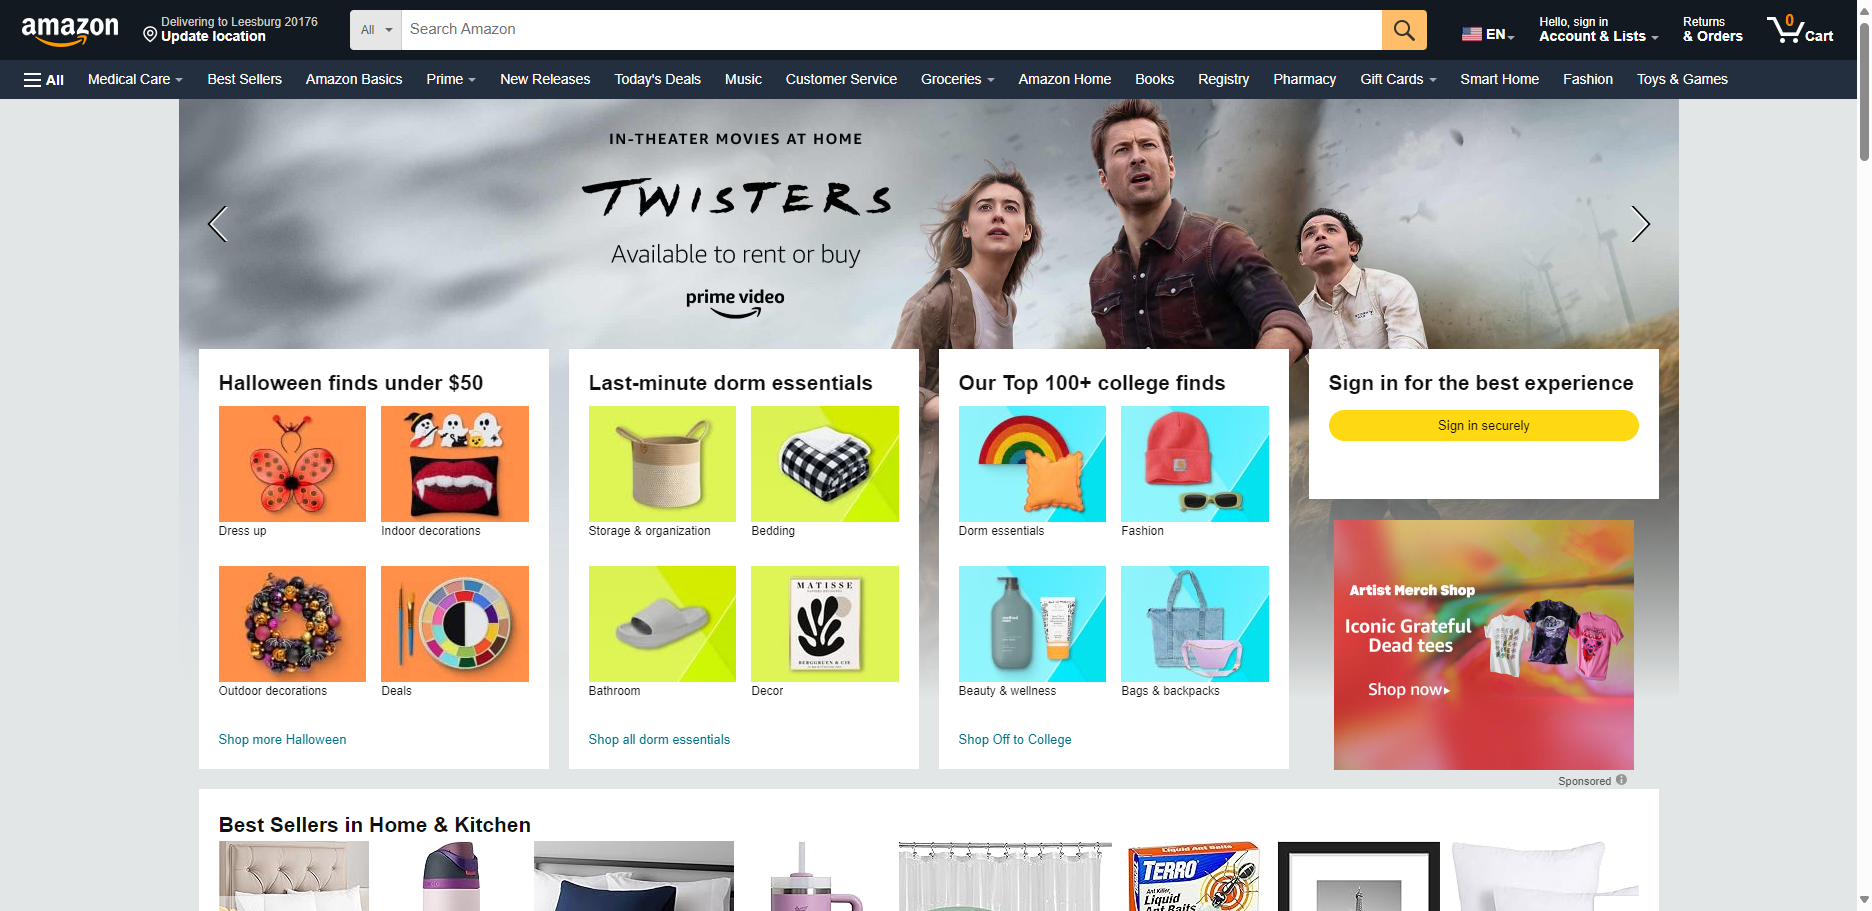 amazon
Delivering to Leesburg 20176
Update location
All
Search Amazon
EN
Hello, sign in
Account & Lists
Returns
& Orders
0
Cart
All
Medical Care
Best Sellers
Amazon Basics
Prime
New Releases
Today's Deals
Music
Customer Service
Groceries
Amazon Home
Books
Registry
Pharmacy
Gift Cards
Smart Home
Fashion
Toys & Games
IN-THEATER MOVIES AT HOME
TWISTERS
Available to rent or buy
prime video
Halloween finds under $50
Dress up
Indoor decorations
Outdoor decorations
Deals
Shop more Halloween
Last-minute dorm essentials
Storage & organization
Bedding
Bathroom
MATISSE
BERGGRUEN & CIE
Decor
Shop all dorm essentials
Our Top 100+ college finds
Dorm essentials
Fashion
Beauty & wellness
Bags & backpacks
Shop Off to College
Sign in for the best experience
Sign in securely
Artist Merch Shop
Iconic Grateful
Dead tees
Shop now
Sponsored
Best Sellers in Home & Kitchen
Liquid Ant Baits
TERRO
Ant Killer
Liquid
Ant Baits